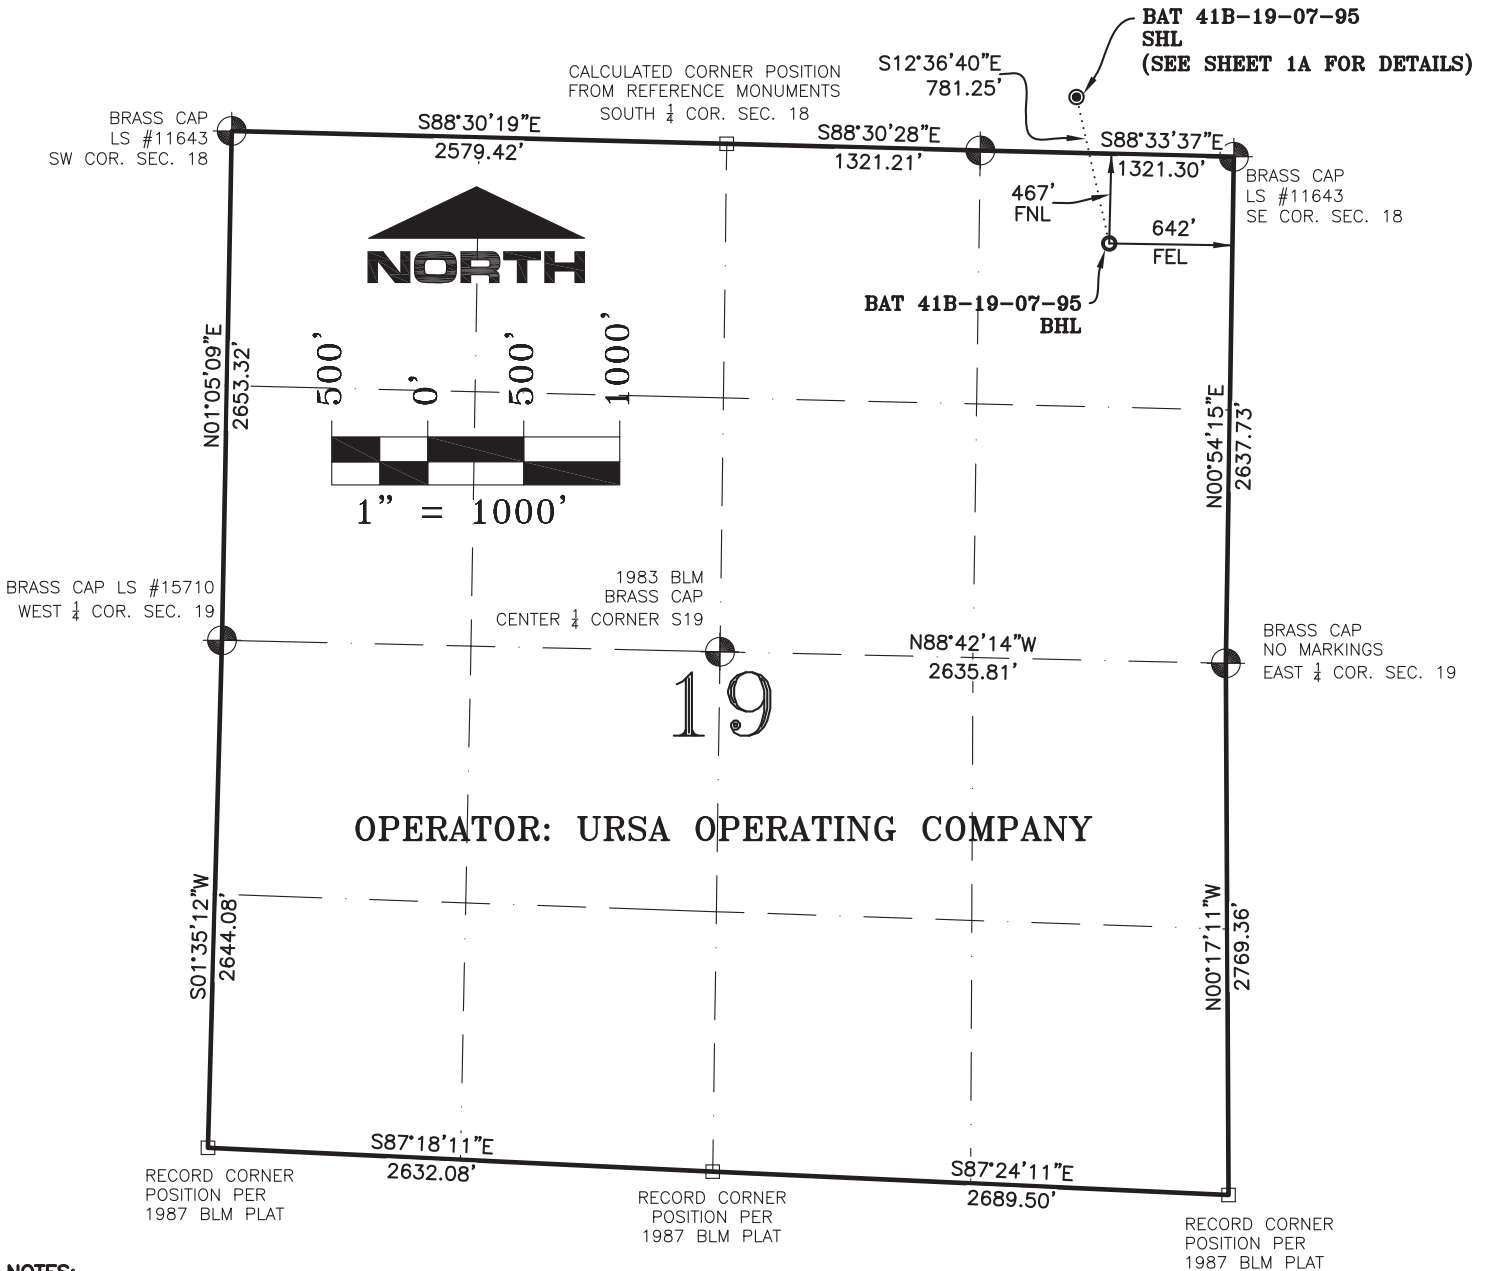 BAT 41B-19-07-95
SHL
(SEE SHEET 1A FOR DETAILS)
S12°36'40"E
781.25'
CALCULATED CORNER POSITION
FROM REFERENCE MONUMENTS
SOUTH 1/4 COR. SEC. 18
BRASS CAP
LS #11643
SW COR. SEC. 18
S88°30'19"E
2579.42'
S88°30'28"E
1321.21'
S88°33'37"E
1321.30'
BRASS CAP
LS #11643
SE COR. SEC. 18
467'
FNL
642'
FEL
BAT 41B-19-07-95
BHL
NORTH
500'
0'
500'
1000'
1" = 1000'
N01°05'09"E
2653.32'
N00°54'15"E
2637.73'
BRASS CAP LS #15710
WEST 1/4 COR. SEC. 19
1983 BLM
BRASS CAP
CENTER 1/4 CORNER S19
N88°42'14"W
2635.81'
BRASS CAP
NO MARKINGS
EAST 1/4 COR. SEC. 19
19
OPERATOR: URSA OPERATING COMPANY
S01°35'12"W
2644.08'
N00°17'11"W
2769.36'
S87°18'11"E
2632.08'
S87°24'11"E
2689.50'
RECORD CORNER
POSITION PER
1987 BLM PLAT
RECORD CORNER
POSITION PER
1987 BLM PLAT
RECORD CORNER
POSITION PER
1987 BLM PLAT
NOTES: